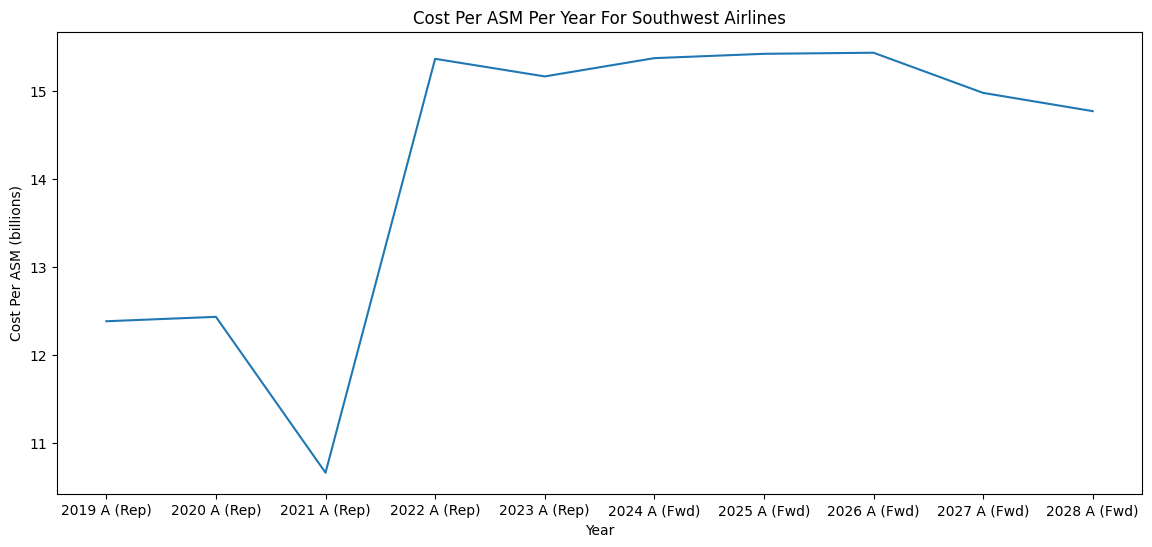 Cost Per ASM Per Year For Southwest Airlines
Cost Per ASM (billions)
15
14
13
12
11
2019 A (Rep) 2020 A (Rep) 2021 A (Rep) 2022 A (Rep) 2023 A (Rep) 2024 A (Fwd) 2025 A (Fwd) 2026 A (Fwd) 2027 A (Fwd) 2028 A (Fwd)
Year